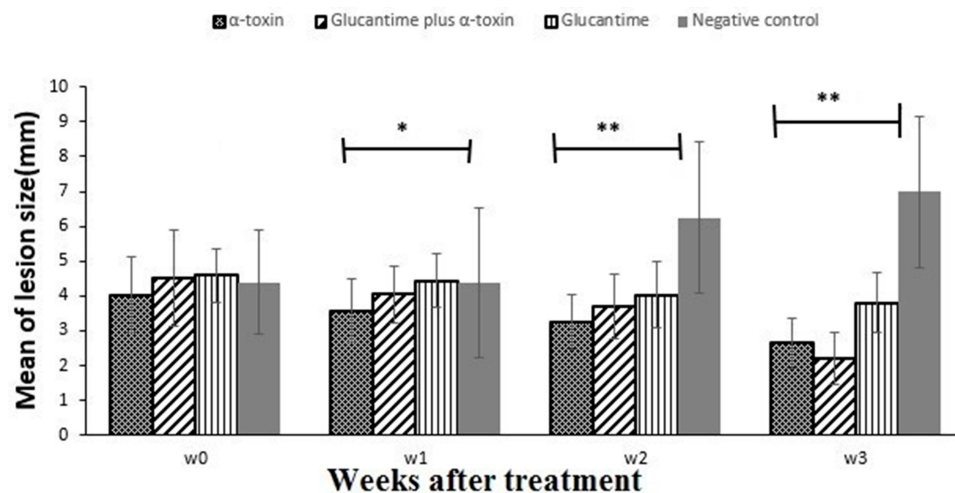 α-toxin Glucantime plus α-toxin Glucantime Negative control
Mean of lesion size(mm)
10
9
8
7
6
5
4
3
2
1
0
* ** **
w0 w1 w2 w3
Weeks after treatment